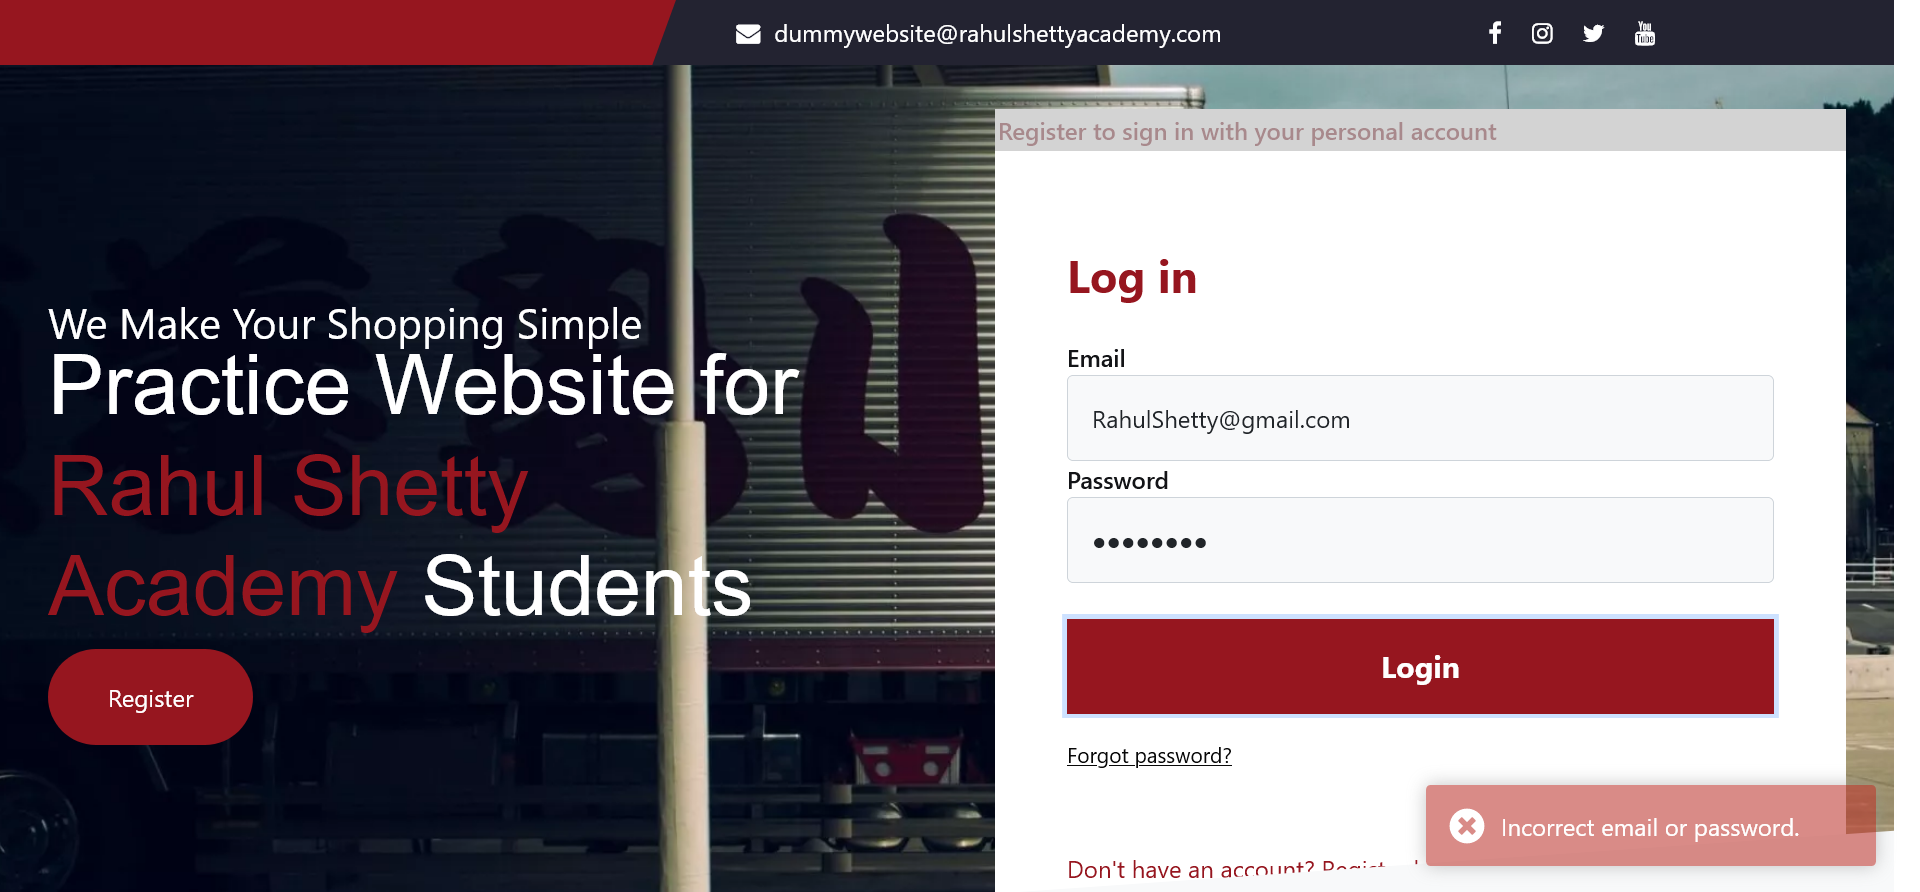 dummywebsite@rahulshettyacademy.com
Register to sign in with your personal account
We Make Your Shopping Simple
Practice Website for
Rahul Shetty
Academy Students
Register
Log in
Email
RahulShetty@gmail.com
Password
••••••••
Login
Forgot password?
Incorrect email or password.
Don't have an account?